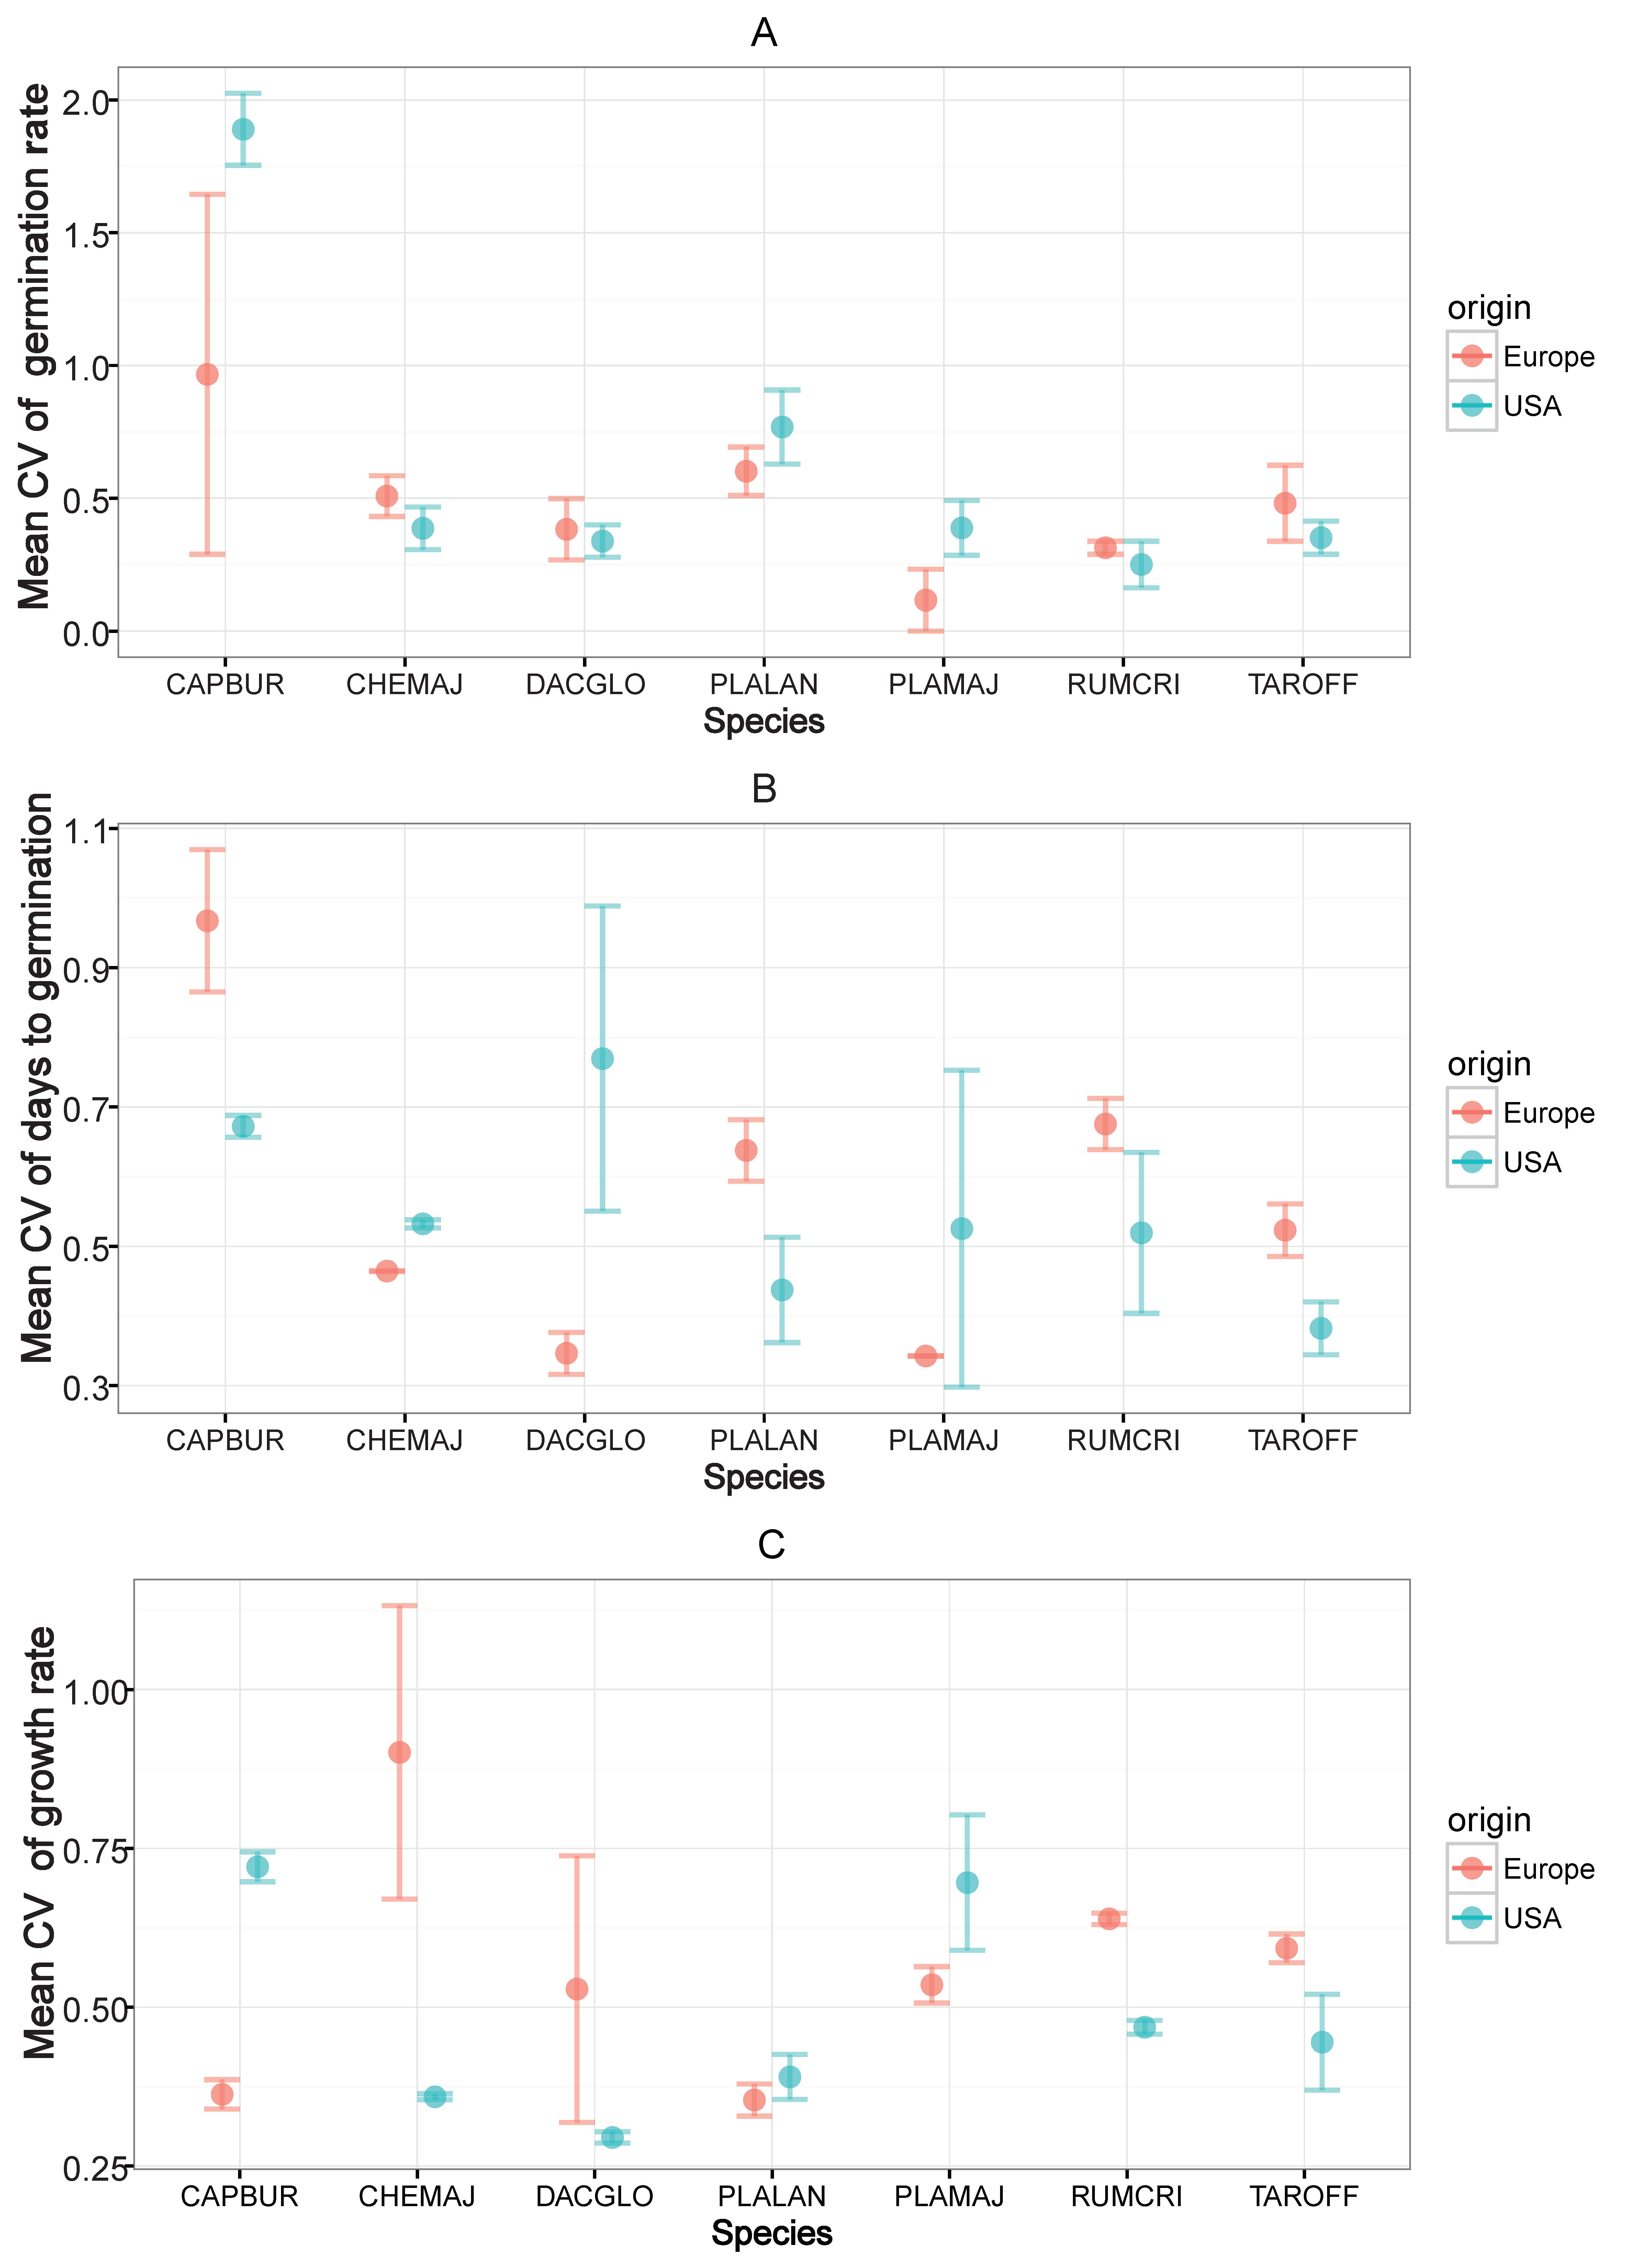 A
Mean CV of germination rate
2.0
1.5
1.0
0.5
0.0
CAPBUR CHEMAJ DACGLO PLALAN PLAMAJ RUMCRI TAROFF
Species
origin
Europe
USA
B
Mean CV of days to germination
1.1
0.9
0.7
0.5
0.3
CAPBUR CHEMAJ DACGLO PLALAN PLAMAJ RUMCRI TAROFF
Species
origin
Europe
USA
C
Mean CV of growth rate
1.00
0.75
0.50
0.25
CAPBUR CHEMAJ DACGLO PLALAN PLAMAJ RUMCRI TAROFF
Species
origin
Europe
USA